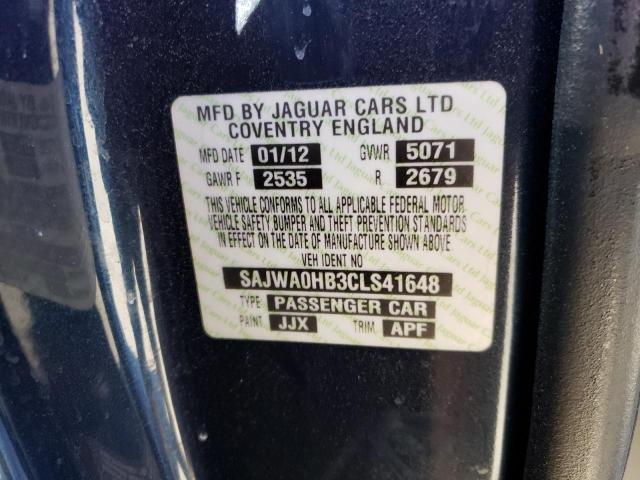 MFD BY JAGUAR CARS LTD
COVENTRY ENGLAND
MFD DATE 01/12 GVWR 5071
GAWR F 2535 R 2679
THIS VEHICLE CONFORMS TO ALL APPLICABLE FEDERAL MOTOR
VEHICLE SAFETY BUMPER AND THEFT PREVENTION STANDARDS
IN EFFECT ON THE DATE OF MANUFACTURE SHOWN ABOVE
VEH IDENT NO
SAJWA0HB3CLS41648
TYPE PASSENGER CAR
PAINT JJX TRIM APF